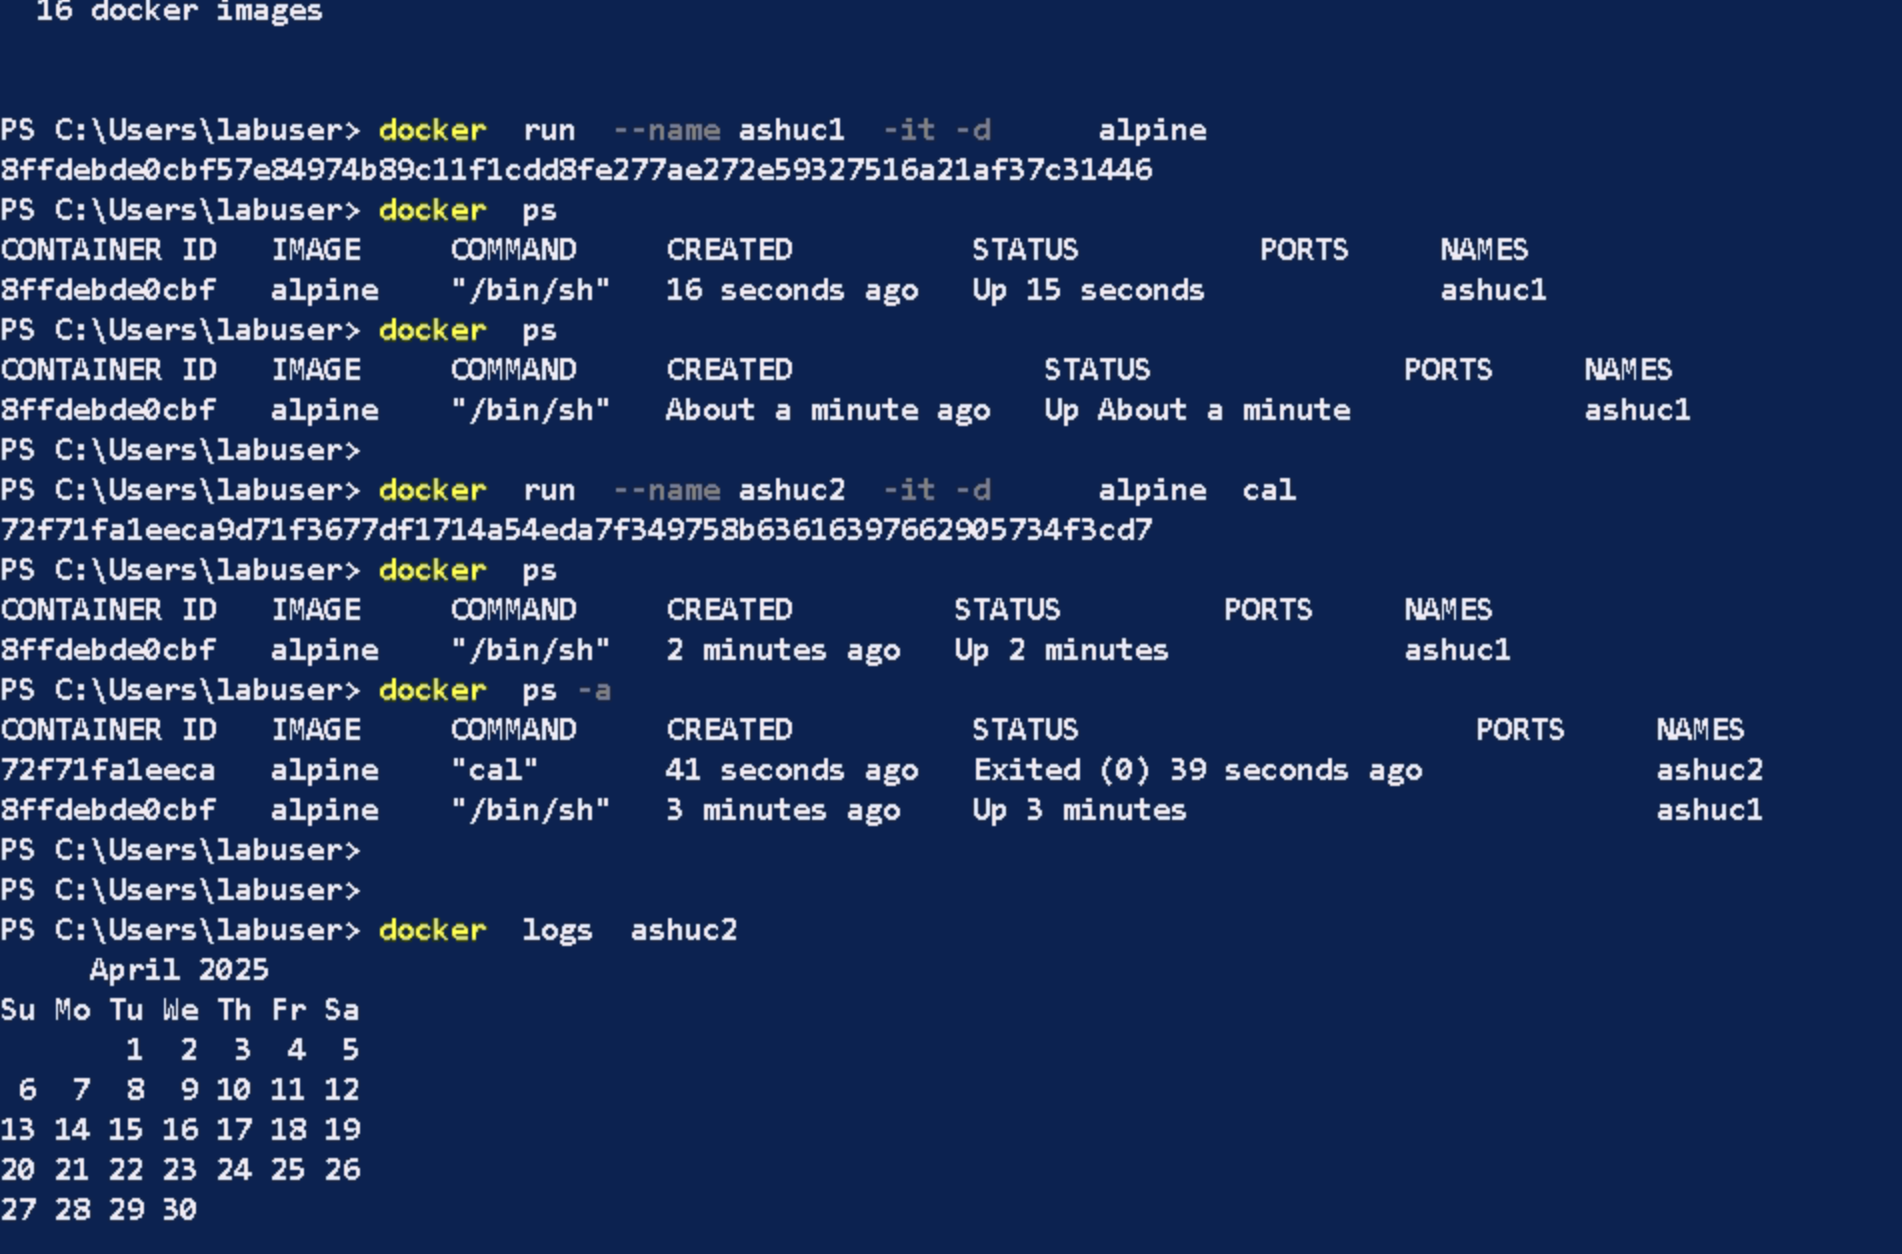 16 docker images
PS C:\Users\labuser> docker  run  --name ashuc1  -it -d      alpine
8ffdebde0cbf57e84974b89c11f1cdd8fe277ae272e59327516a21af37c31446
PS C:\Users\labuser> docker  ps
CONTAINER ID   IMAGE     COMMAND     CREATED          STATUS          PORTS     NAMES
8ffdebde0cbf   alpine    "/bin/sh"   16 seconds ago   Up 15 seconds             ashuc1
PS C:\Users\labuser> docker  ps
CONTAINER ID   IMAGE     COMMAND     CREATED              STATUS              PORTS     NAMES
8ffdebde0cbf   alpine    "/bin/sh"   About a minute ago   Up About a minute             ashuc1
PS C:\Users\labuser>
PS C:\Users\labuser> docker  run  --name ashuc2  -it -d      alpine  cal
72f71fa1eeca9d71f3677df1714a54eda7f349758b63616397662905734f3cd7
PS C:\Users\labuser> docker  ps
CONTAINER ID   IMAGE     COMMAND     CREATED         STATUS         PORTS     NAMES
8ffdebde0cbf   alpine    "/bin/sh"   2 minutes ago   Up 2 minutes             ashuc1
PS C:\Users\labuser> docker  ps -a
CONTAINER ID   IMAGE     COMMAND     CREATED          STATUS                      PORTS     NAMES
72f71fa1eeca   alpine    "cal"       41 seconds ago   Exited (0) 39 seconds ago             ashuc2
8ffdebde0cbf   alpine    "/bin/sh"   3 minutes ago    Up 3 minutes                          ashuc1
PS C:\Users\labuser>
PS C:\Users\labuser>
PS C:\Users\labuser> docker  logs  ashuc2
     April 2025
Su Mo Tu We Th Fr Sa
       1  2  3  4  5
 6  7  8  9 10 11 12
13 14 15 16 17 18 19
20 21 22 23 24 25 26
27 28 29 30